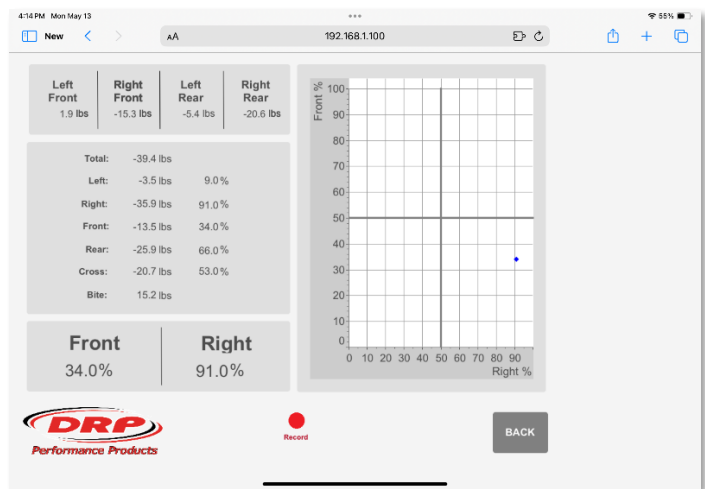 4:14 PM Mon May 13
55%
New
AA
192.168.1.100
Left Front
Right Front
Left Rear
Right Rear
1.9 lbs
-15.3 lbs
-5.4 lbs
-20.6 lbs
Total: -39.4 lbs
Left: -3.5 lbs 9.0%
Right: -35.9 lbs 91.0%
Front: -13.5 lbs 34.0%
Rear: -25.9 lbs 66.0%
Cross: -20.7 lbs 53.0%
Bite: 15.2 lbs
Front
34.0%
Right
91.0%
Front %
100
90
80
70
60
50
40
30
20
10
0
0 10 20 30 40 50 60 70 80 90
Right %
DRP
Performance Products
Record
BACK